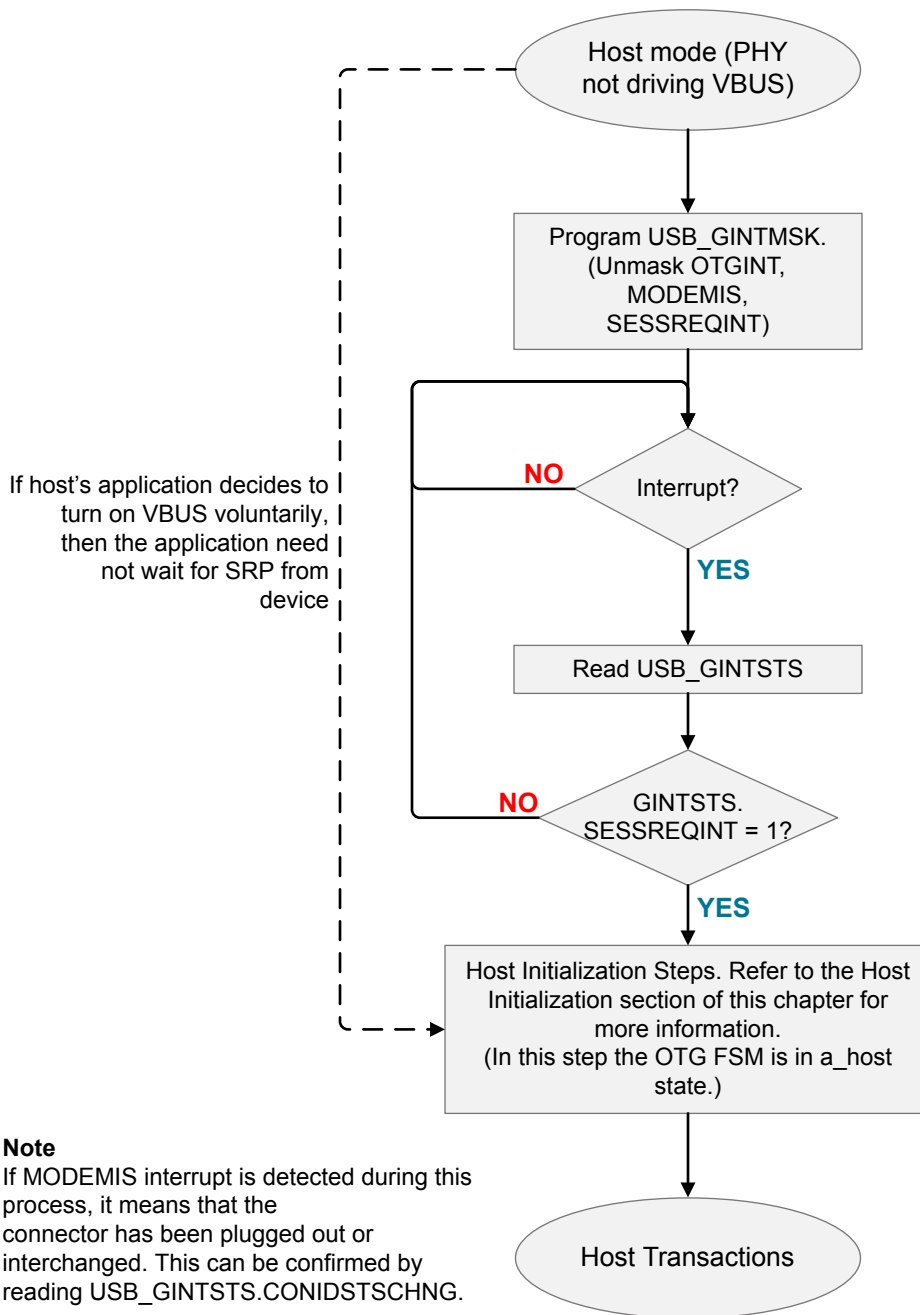 Host mode (PHY
not driving VBUS)
Program USB_GINTMSK.
(Unmask OTGINT,
MODEMIS,
SESSREQINT)
If host's application decides to
turn on VBUS voluntarily,
then the application need
not wait for SRP from
device
NO
Interrupt?
YES
Read USB_GINTSTS
NO
GINTSTS.
SESSREQINT = 1?
YES
Host Initialization Steps. Refer to the Host
Initialization section of this chapter for
more information.
(In this step the OTG FSM is in a_host
state.)
Note
If MODEMIS interrupt is detected during this
process, it means that the
connector has been plugged out or
interchanged. This can be confirmed by
reading USB_GINTSTS.CONIDSTSCHNG.
Host Transactions